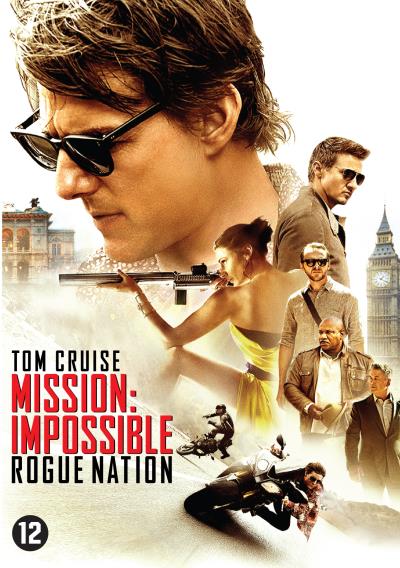 TOM CRUISE
MISSION:
IMPOSSIBLE
ROGUE NATION
12